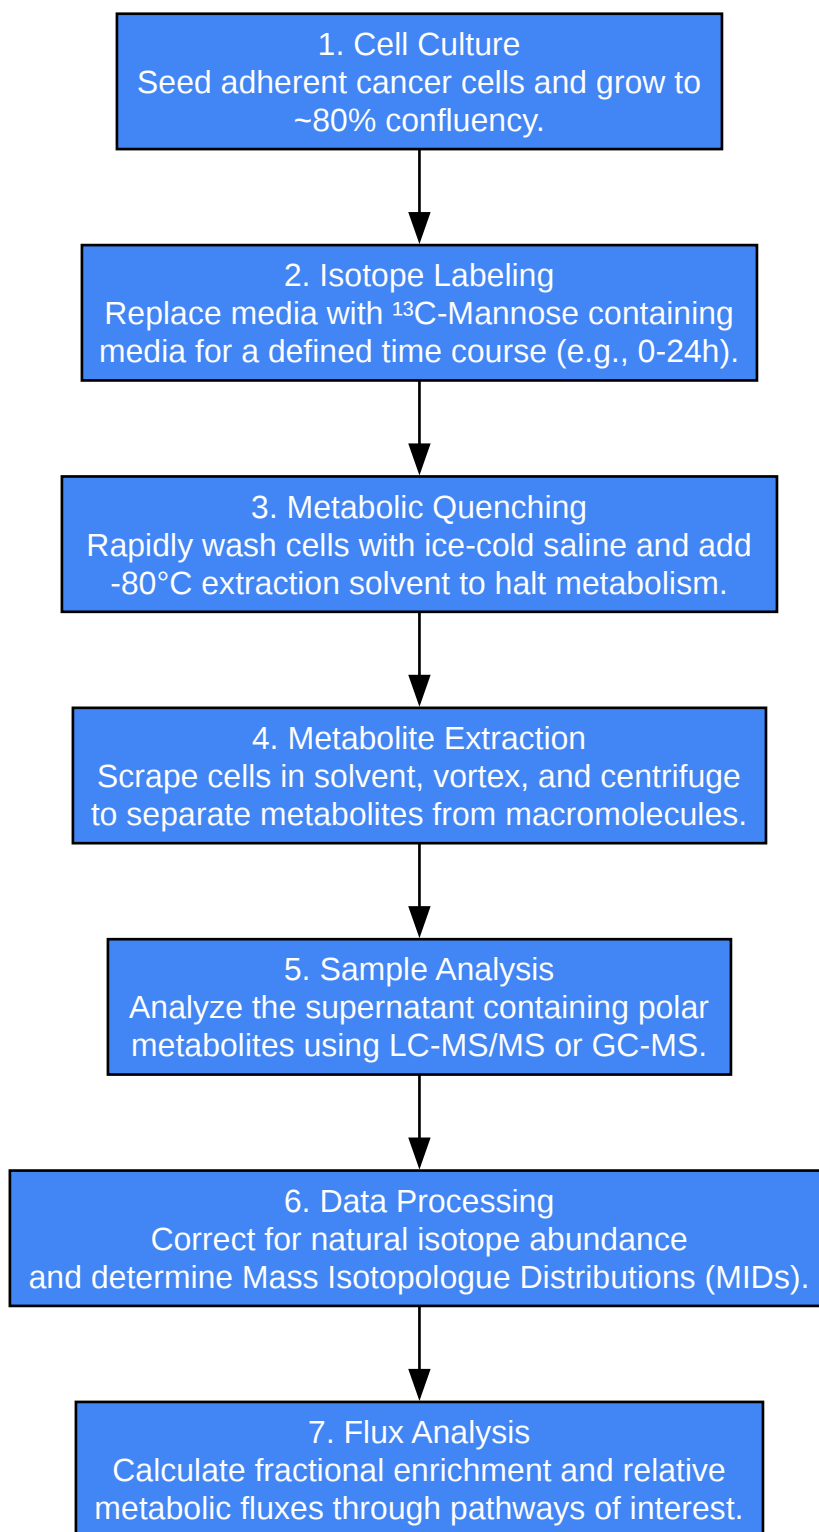 1. Cell Culture
Seed adherent cancer cells and grow to
~80% confluency.
2. Isotope Labeling
Replace media with ¹³C-Mannose containing
media for a defined time course (e.g., 0-24h).
3. Metabolic Quenching
Rapidly wash cells with ice-cold saline and add
-80°C extraction solvent to halt metabolism.
4. Metabolite Extraction
Scrape cells in solvent, vortex, and centrifuge
to separate metabolites from macromolecules.
5. Sample Analysis
Analyze the supernatant containing polar
metabolites using LC-MS/MS or GC-MS.
6. Data Processing
Correct for natural isotope abundance
and determine Mass Isotopologue Distributions (MIDs).
7. Flux Analysis
Calculate fractional enrichment and relative
metabolic fluxes through pathways of interest.